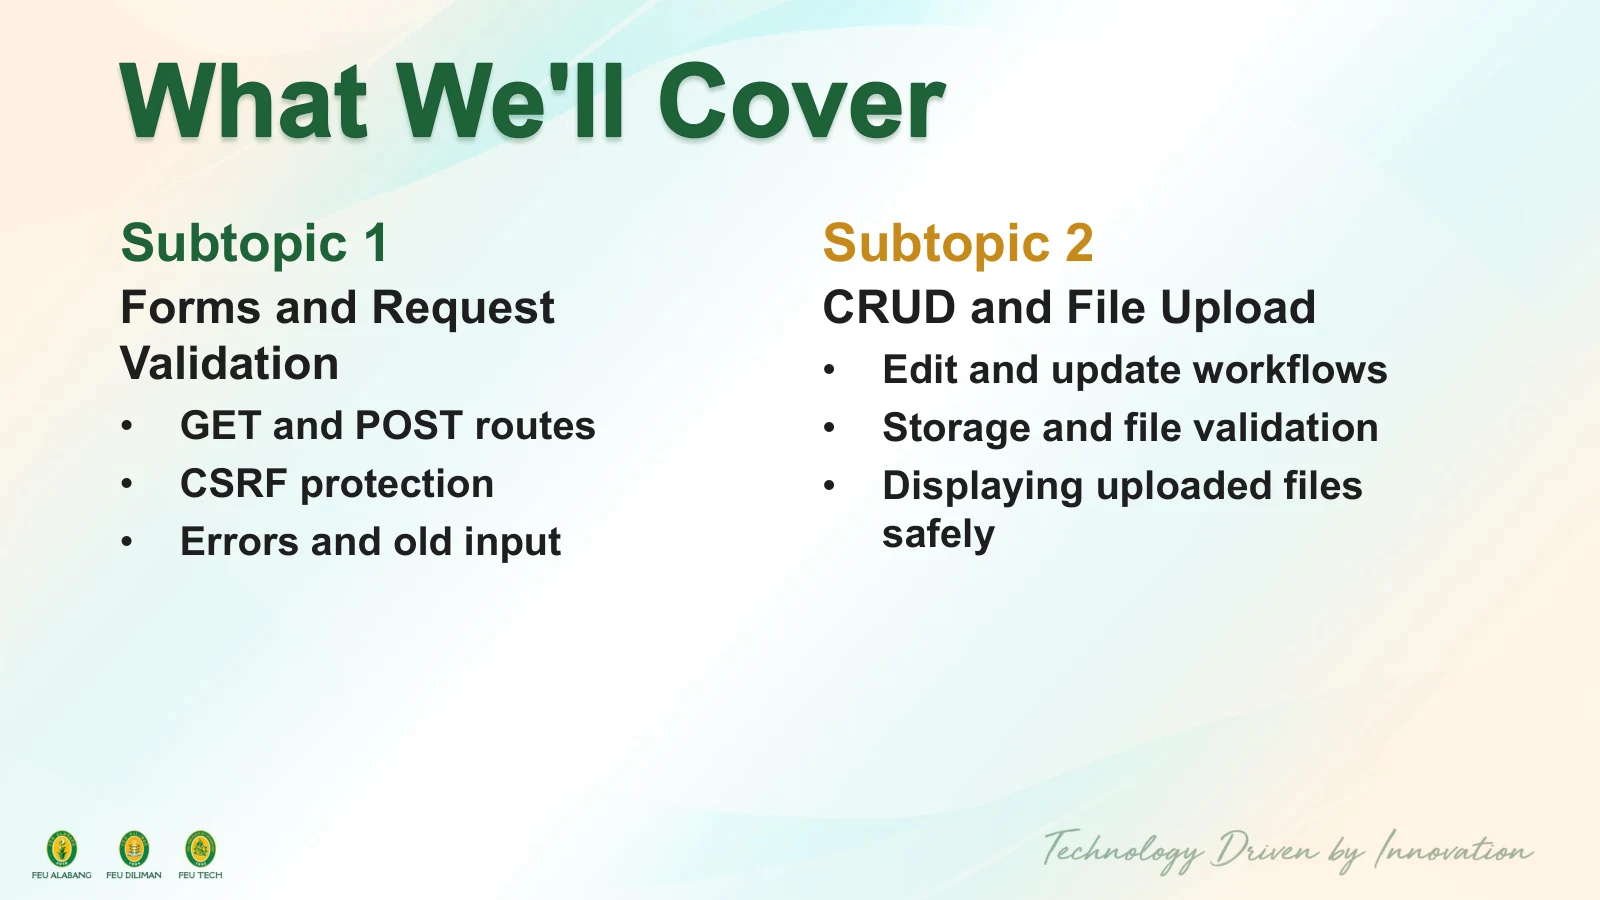 What We'll Cover
Subtopic 1
Forms and Request
Validation
• GET and POST routes
• CSRF protection
• Errors and old input
Subtopic 2
CRUD and File Upload
• Edit and update workflows
• Storage and file validation
• Displaying uploaded files
safely
FEU ALABANG
FEU DILIMAN
FEU TECH
Technology Driven by Innovation